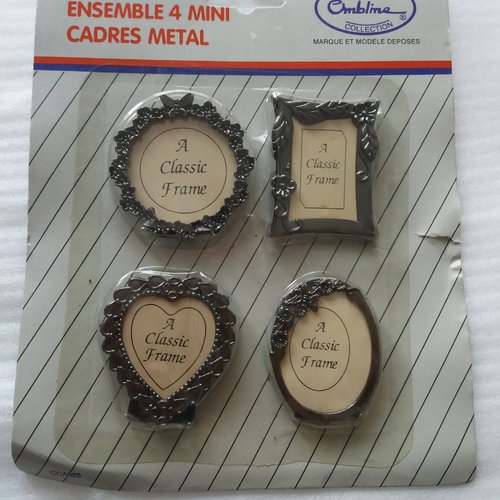 ENSEMBLE 4 MINI
CADRES METAL
Ombline
®
COLLECTION
MARQUE ET MODELE DEPOSES
A
Classic
Frame
A
Classic
Frame
A
Classic
Frame
A
Classic
Frame